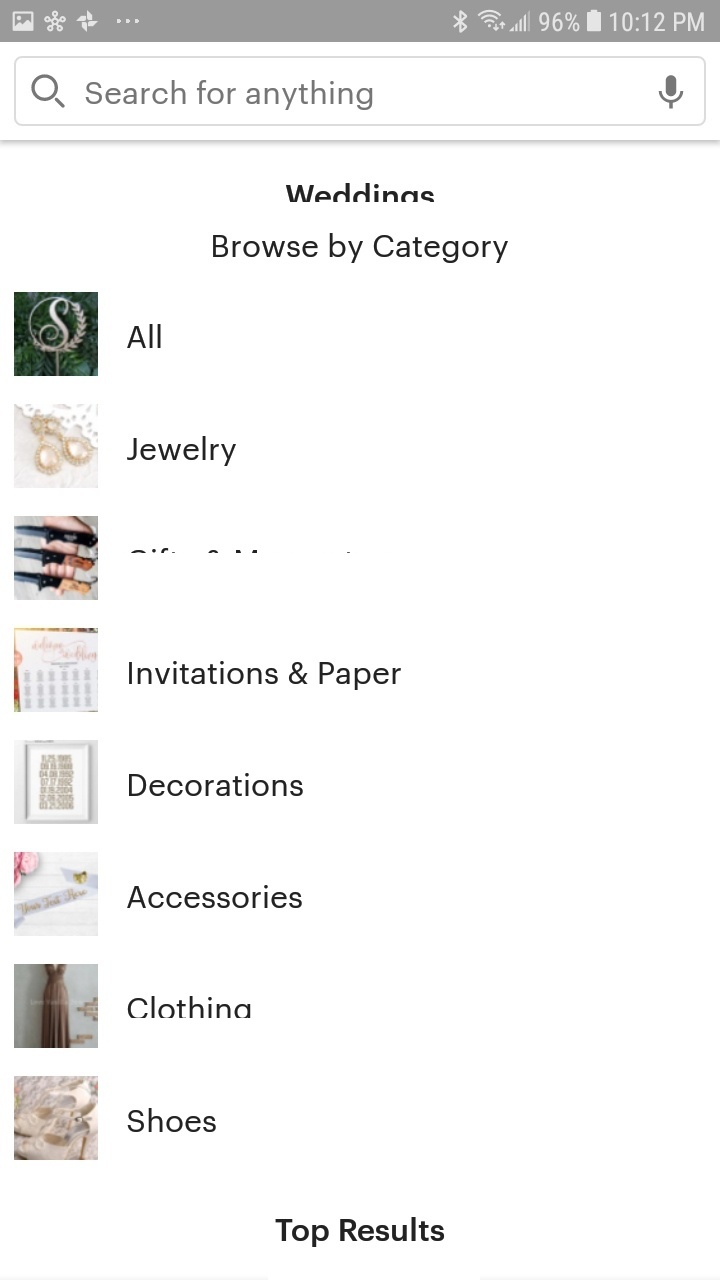 96% 10:12 PM
Search for anything
Weddings
Browse by Category
All
Jewelry
Invitations & Paper
Decorations
Accessories
Clothing
Shoes
Top Results